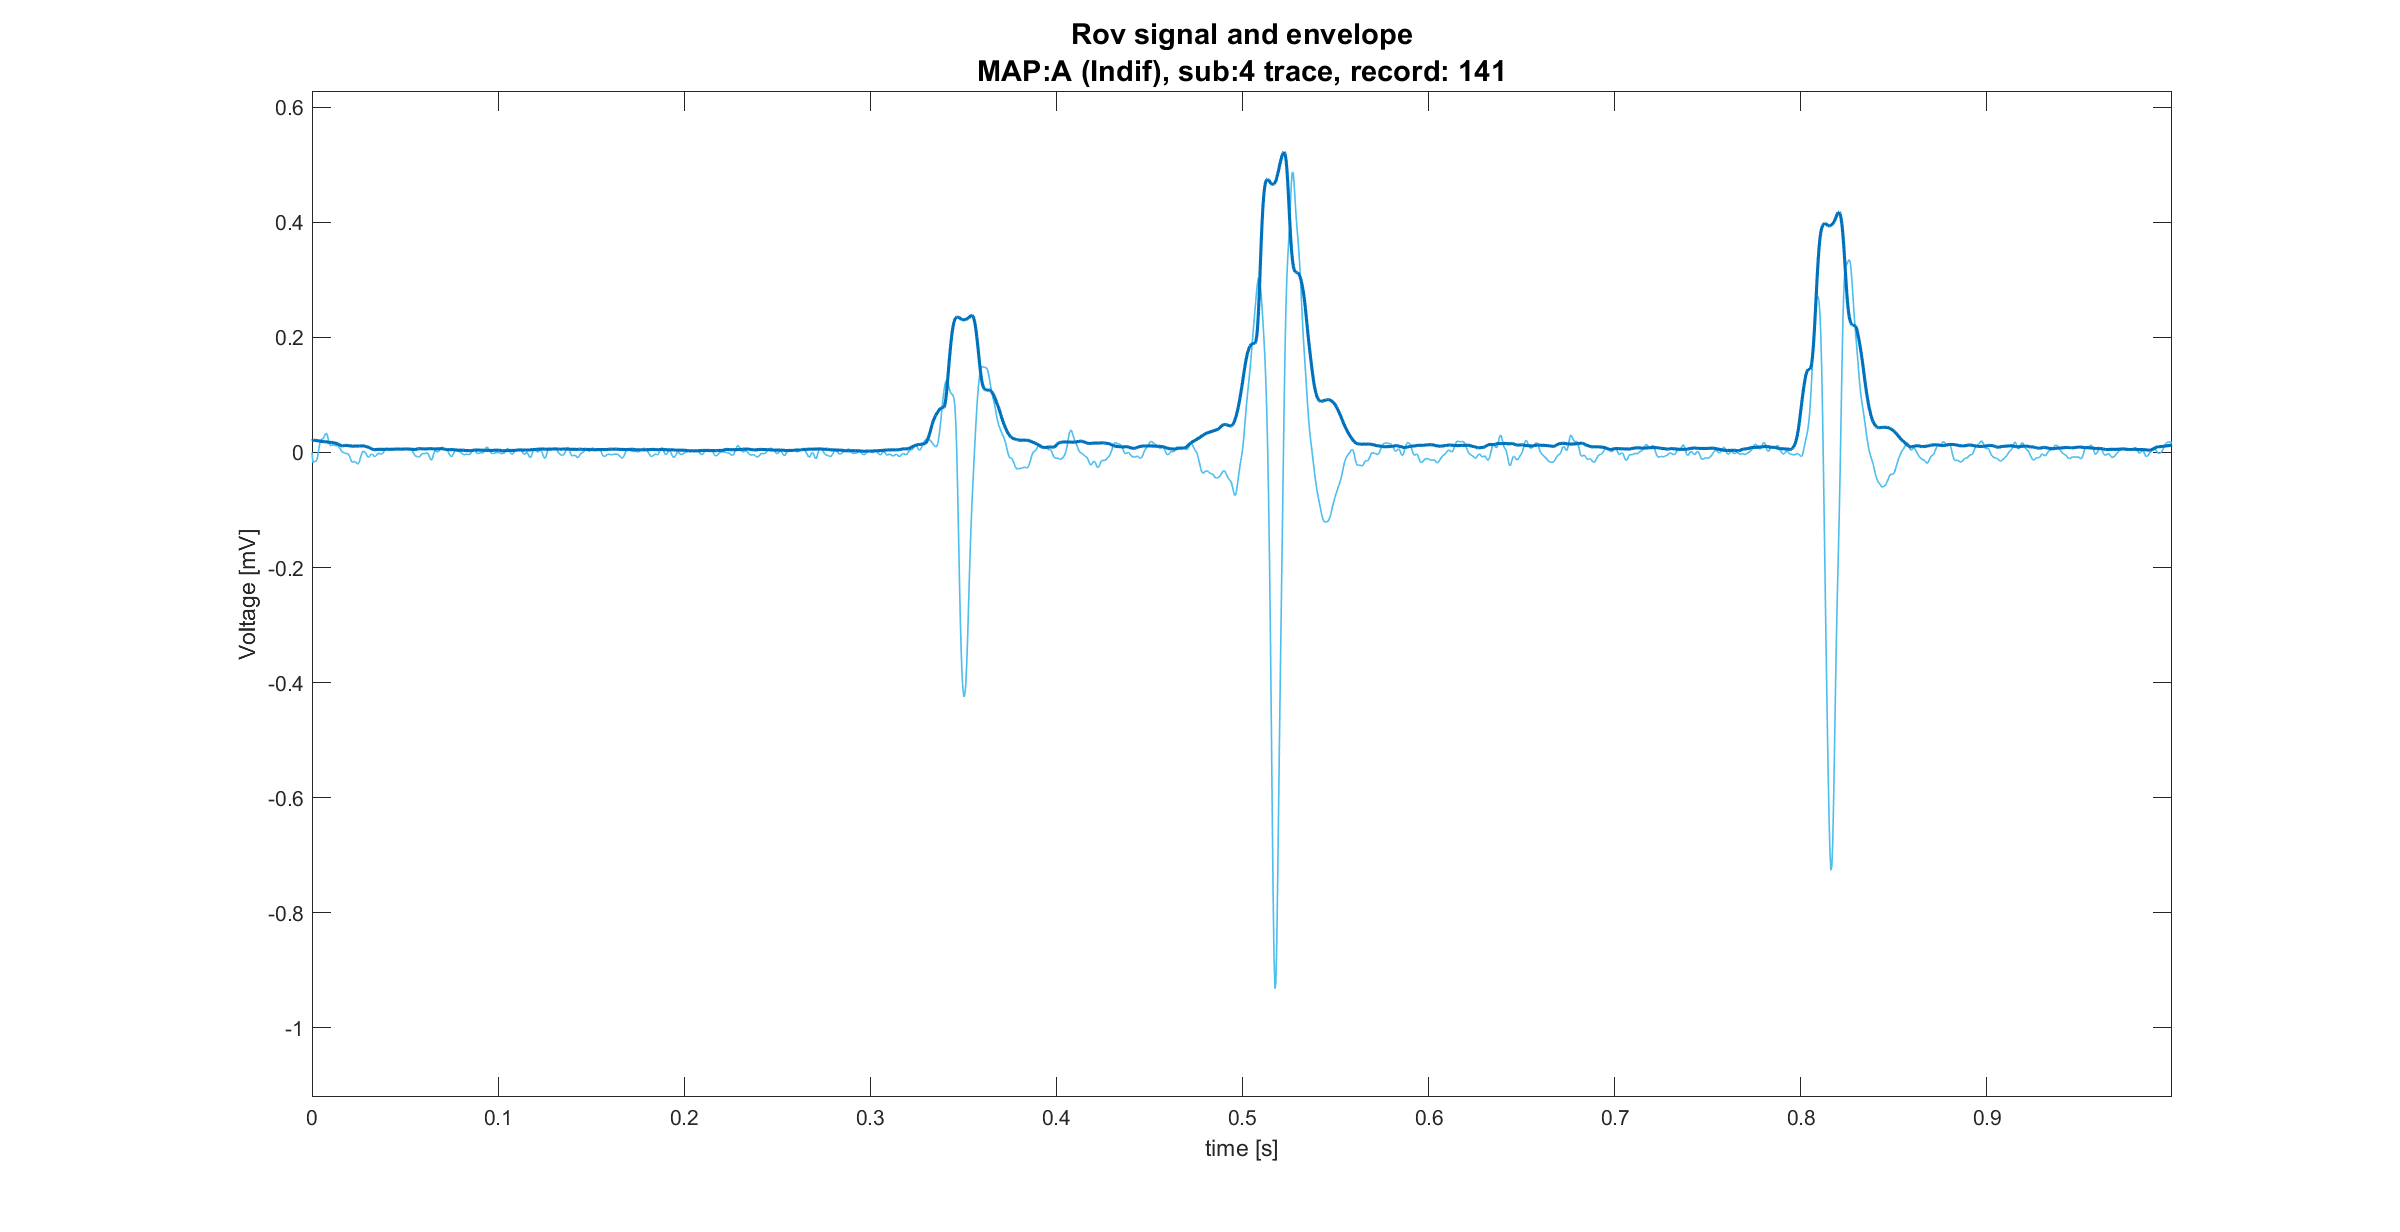 Rov signal and envelope
MAP:A (Indif), sub:4 trace, record: 141
0.6
0.4
0.2
0
-0.2
-0.4
-0.6
-0.8
-1
Voltage [mV]
0 0.1 0.2 0.3 0.4 0.5 0.6 0.7 0.8 0.9
time [s]